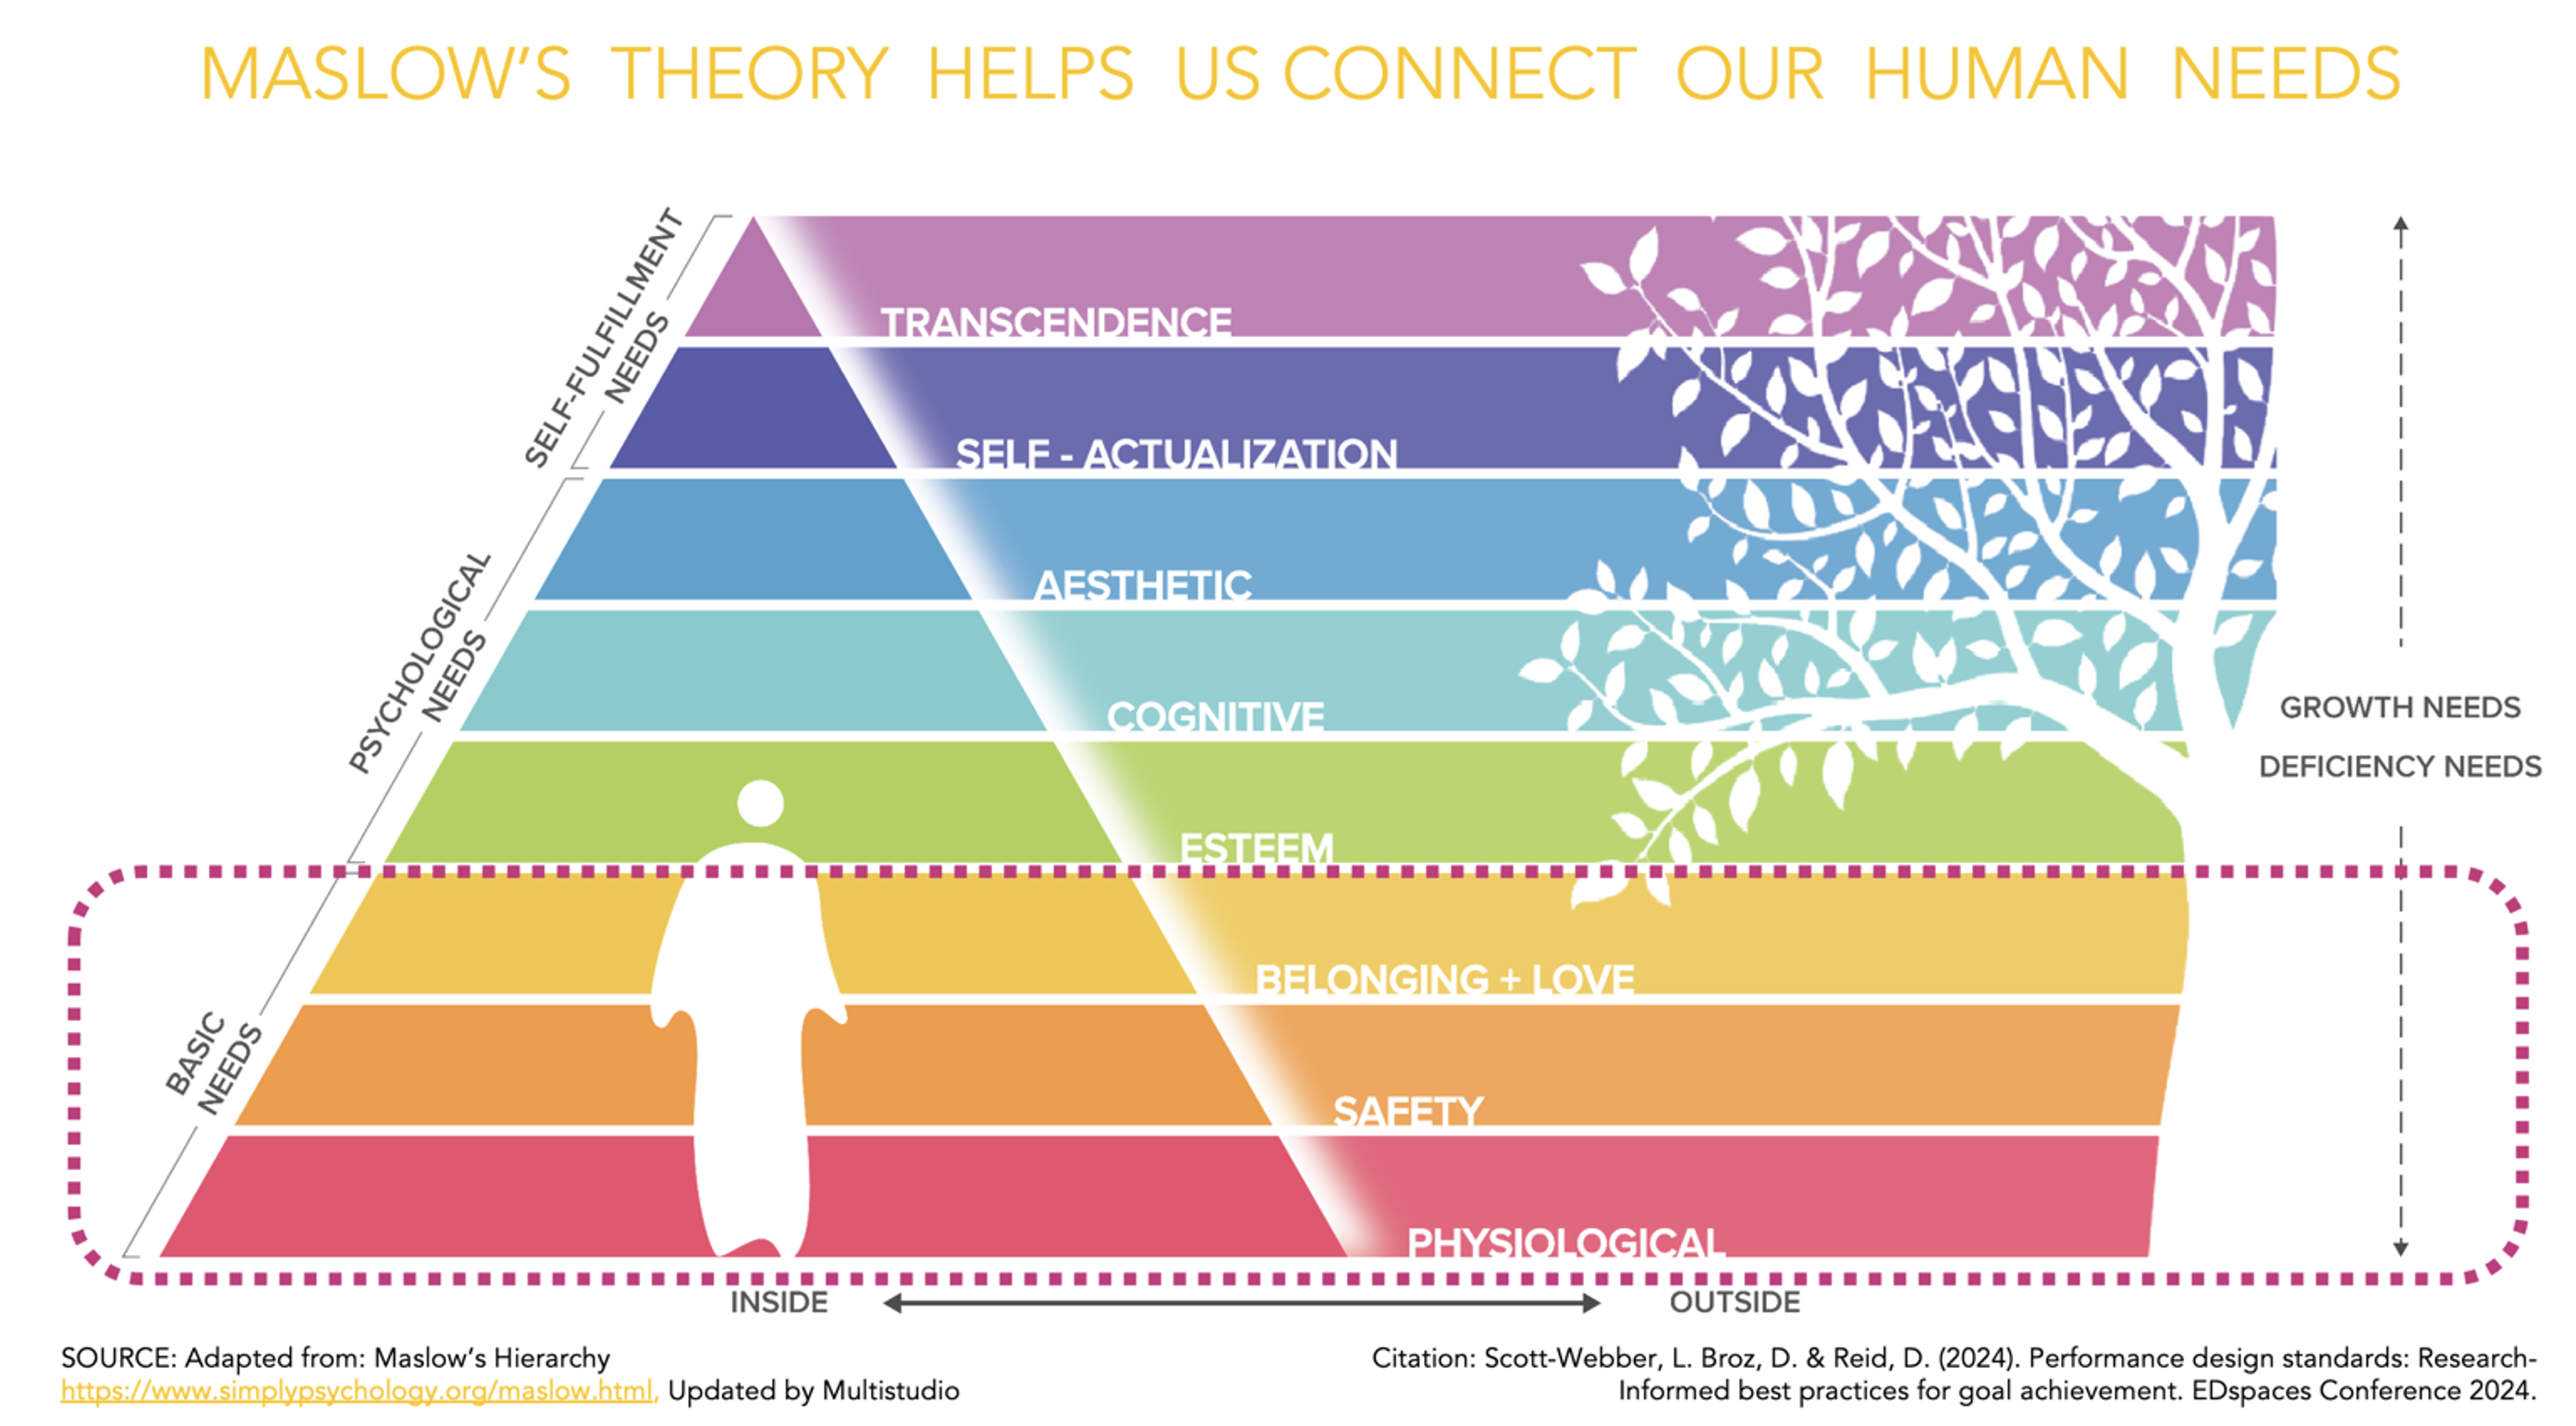 MASLOW’S THEORY HELPS US CONNECT OUR HUMAN NEEDS
SELF-FULFILLMENT
NEEDS
PSYCHOLOGICAL
NEEDS
BASIC
NEEDS
TRANSCENDENCE
SELF - ACTUALIZATION
AESTHETIC
COGNITIVE
ESTEEM
BELONGING + LOVE
SAFETY
PHYSIOLOGICAL
GROWTH NEEDS
DEFICIENCY NEEDS
INSIDE
OUTSIDE
SOURCE: Adapted from: Maslow’s Hierarchy
https://www.simplypsychology.org/maslow.html, Updated by Multistudio
Citation: Scott-Webber, L. Broz, D. & Reid, D. (2024). Performance design standards: Research-
Informed best practices for goal achievement. EDspaces Conference 2024.